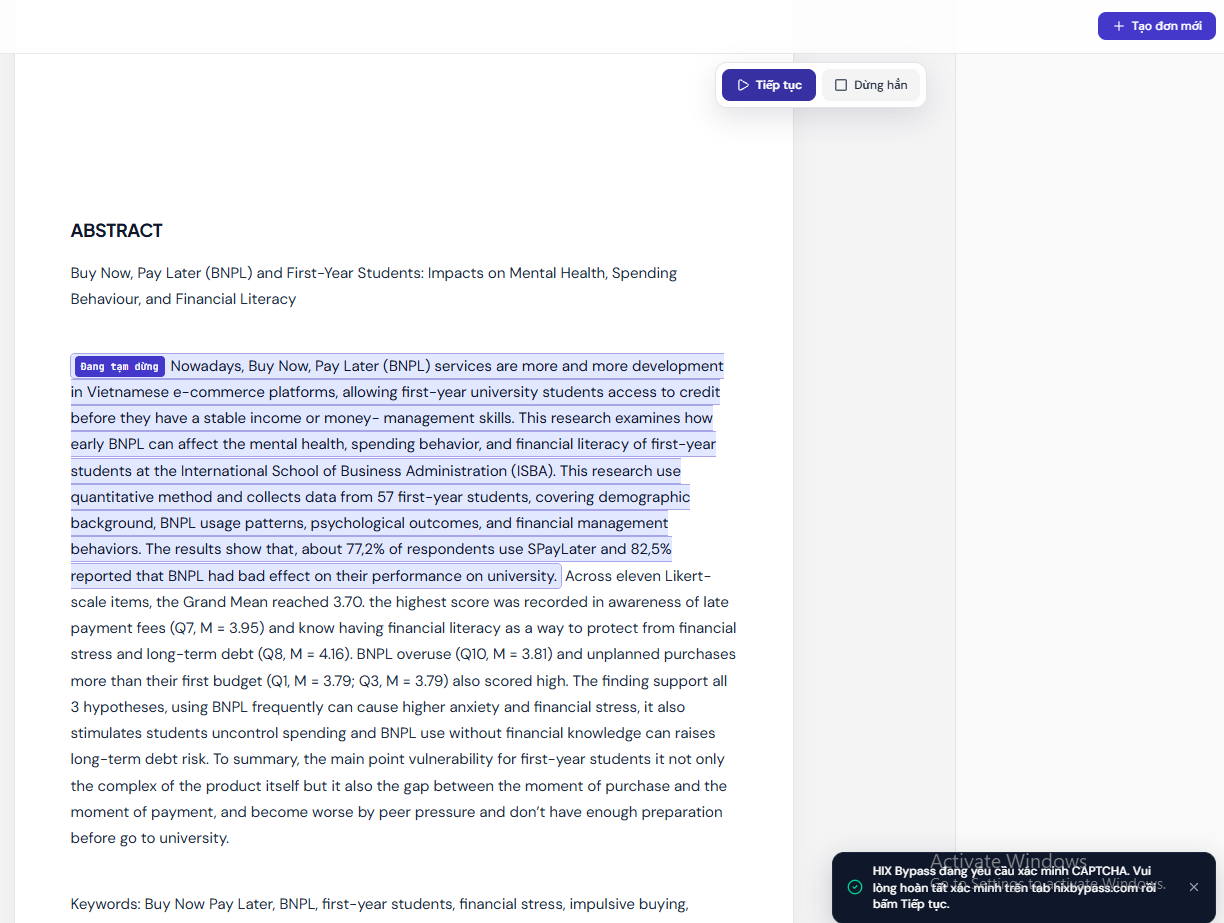 Tạo đơn mới
Tiếp tục
Dừng hẳn
ABSTRACT
Buy Now, Pay Later (BNPL) and First-Year Students: Impacts on Mental Health, Spending
Behaviour, and Financial Literacy
Đang tạm dừng Nowadays, Buy Now, Pay Later (BNPL) services are more and more development
in Vietnamese e-commerce platforms, allowing first-year university students access to credit
before they have a stable income or money- management skills. This research examines how
early BNPL can affect the mental health, spending behavior, and financial literacy of first-year
students at the International School of Business Administration (ISBA). This research use
quantitative method and collects data from 57 first-year students, covering demographic
background, BNPL usage patterns, psychological outcomes, and financial management
behaviors. The results show that, about 77,2% of respondents use SPayLater and 82,5%
reported that BNPL had bad effect on their performance on university. Across eleven Likert-
scale items, the Grand Mean reached 3.70. the highest score was recorded in awareness of late
payment fees (Q7, M = 3.95) and know having financial literacy as a way to protect from financial
stress and long-term debt (Q8, M = 4.16). BNPL overuse (Q10, M = 3.81) and unplanned purchases
more than their first budget (Q1, M = 3.79; Q3, M = 3.79) also scored high. The finding support all
3 hypotheses, using BNPL frequently can cause higher anxiety and financial stress, it also
stimulates students uncontrol spending and BNPL use without financial knowledge can raises
long-term debt risk. To summary, the main point vulnerability for first-year students it not only
the complex of the product itself but it also the gap between the moment of purchase and the
moment of payment, and become worse by peer pressure and don't have enough preparation
before go to university.
Keywords: Buy Now Pay Later, BNPL, first-year students, financial stress, impulsive buying,
Activate Windows
Go to Settings to activate Windows.
HIX Bypass đang yêu cầu xác minh CAPTCHA. Vui
lòng hoàn tất xác minh trên tab hixbypass.com rồi
bấm Tiếp tục.